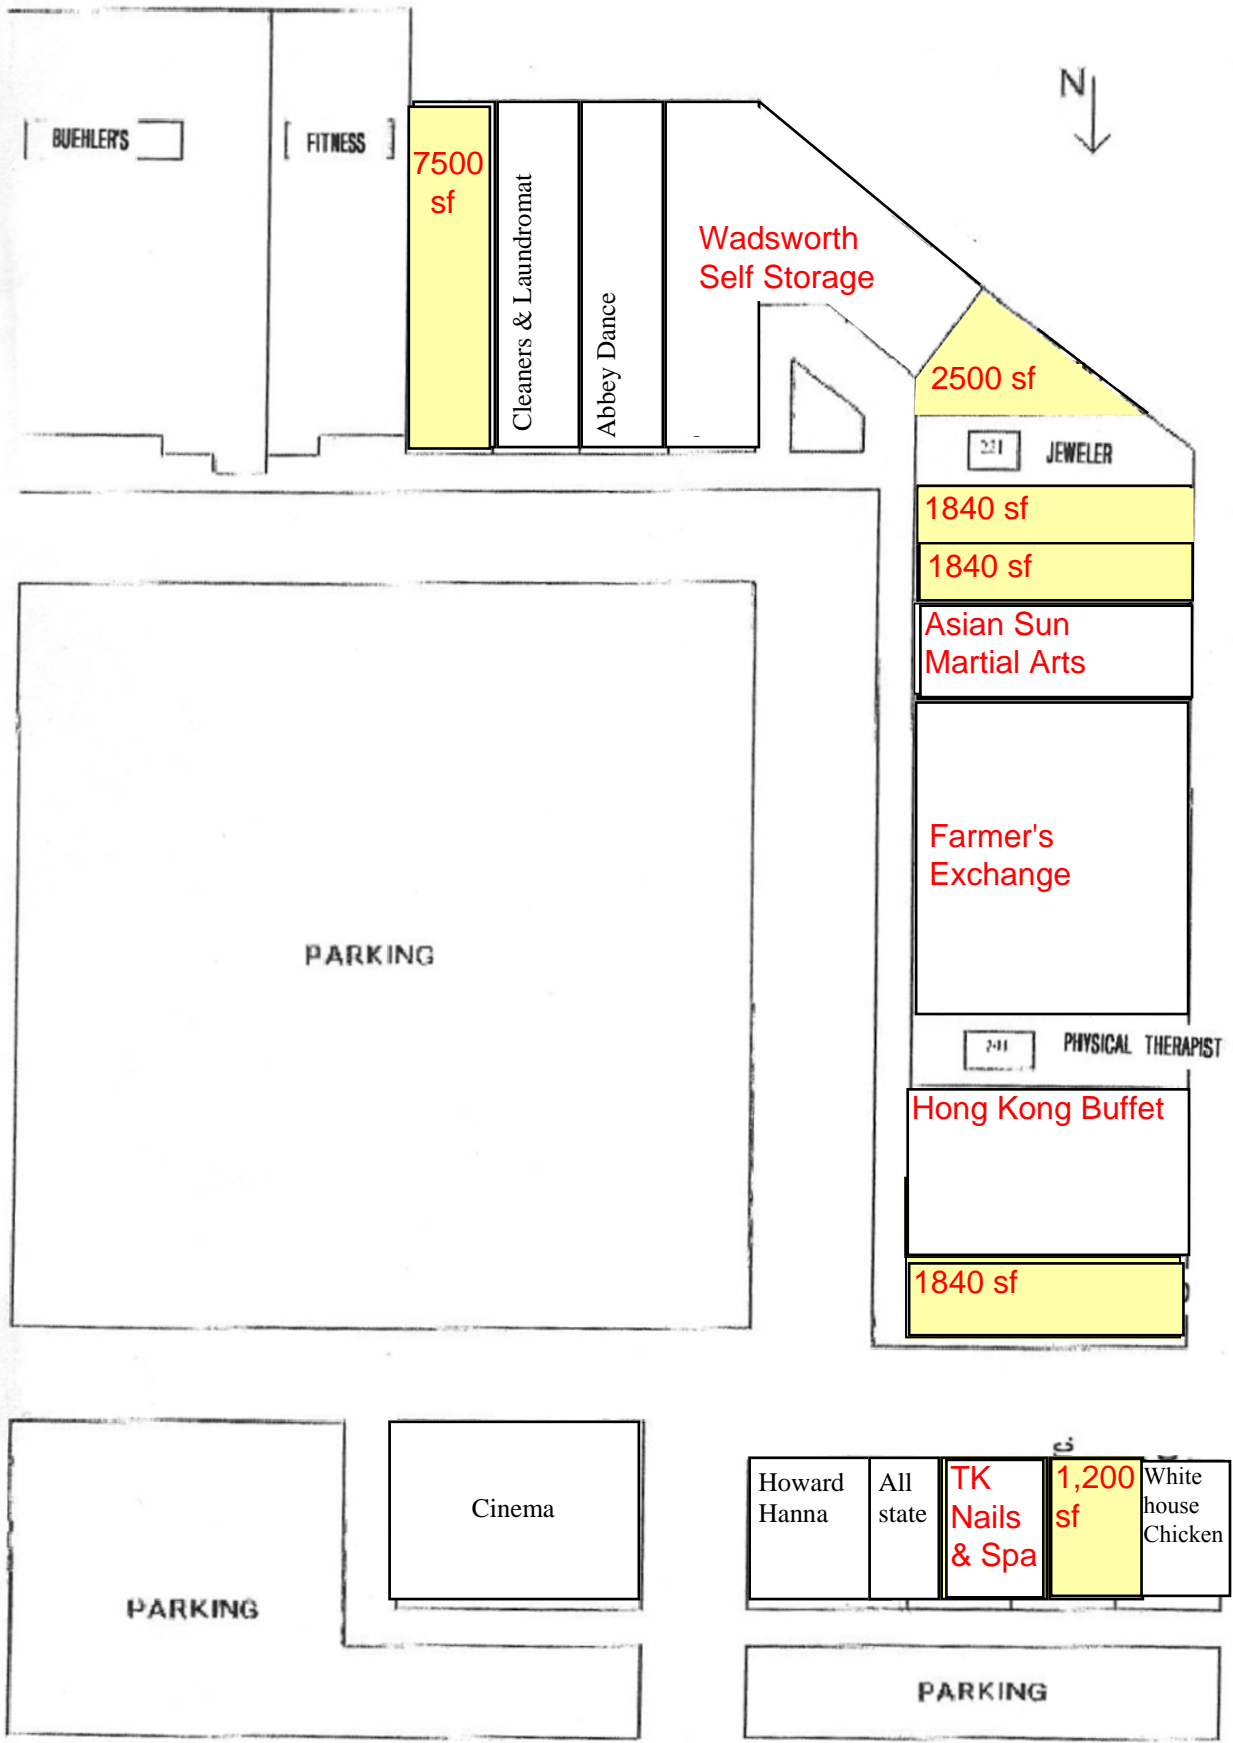 N
BUEHLER'S
FITNESS
7500
sf
Cleaners & Laundromat
Abbey Dance
Wadsworth
Self Storage
2500 sf
221 JEWELER
1840 sf
1840 sf
Asian Sun
Martial Arts
Farmer's
Exchange
PARKING
241 PHYSICAL THERAPIST
Hong Kong Buffet
1840 sf
Cinema
Howard
Hanna
All
state
TK
Nails
& Spa
1,200
sf
White
house
Chicken
PARKING
PARKING